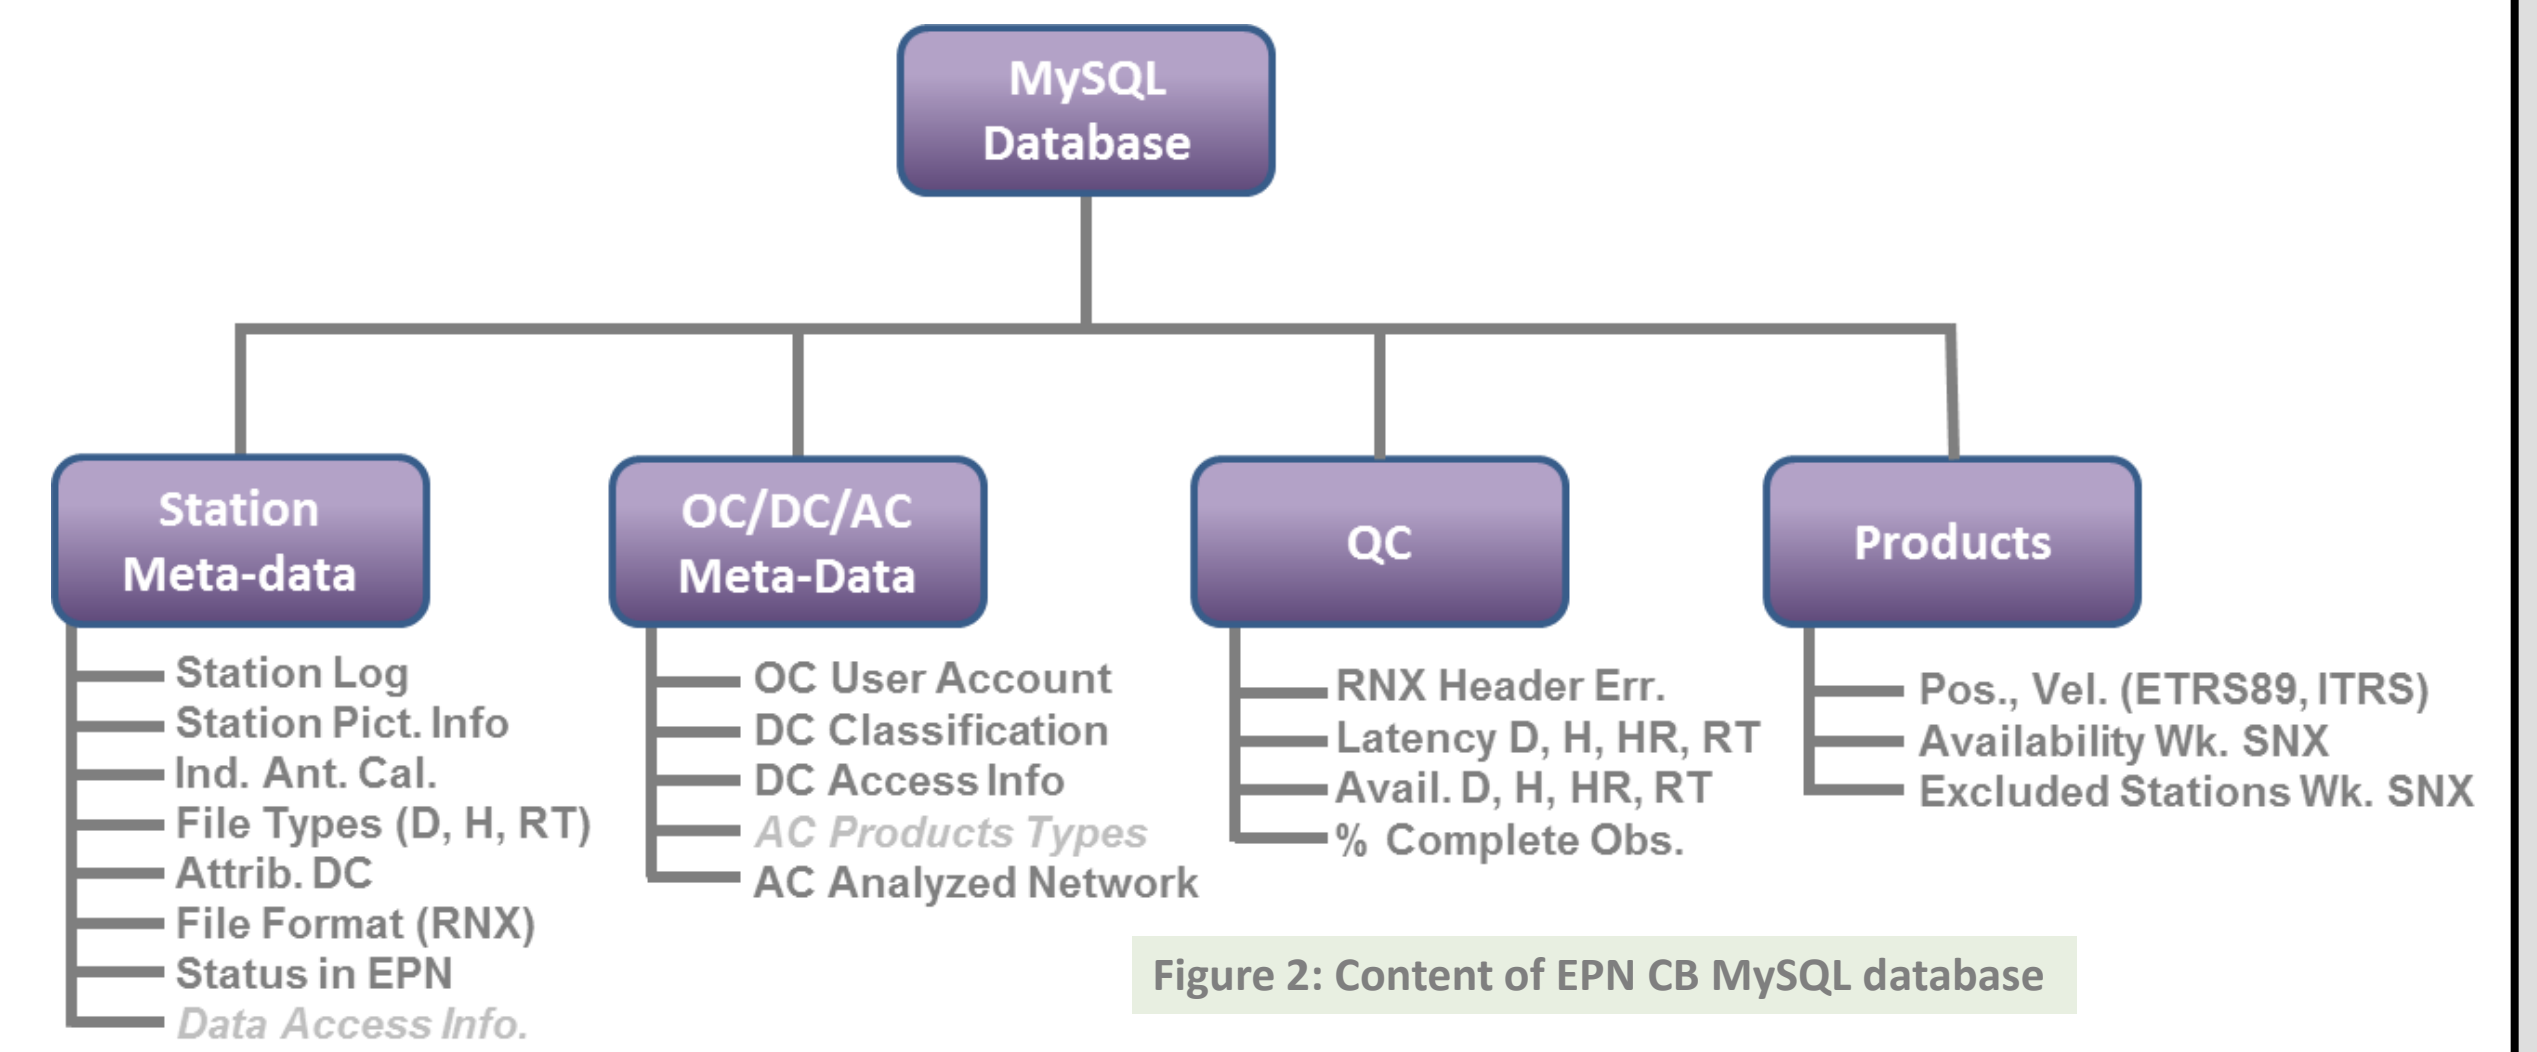 MySQL
Database
Station
Meta-data
Station Log
Station Pict. Info
Ind. Ant. Cal.
File Types (D, H, RT)
Attrib. DC
File Format (RNX)
Status in EPN
Data Access Info.
OC/DC/AC
Meta-Data
OC User Account
DC Classification
DC Access Info
AC Products Types
AC Analyzed Network
QC
RNX Header Err.
Latency D, H, HR, RT
Avail. D, H, HR, RT
% Complete Obs.
Products
Pos., Vel. (ETRS89, ITRS)
Availability Wk. SNX
Excluded Stations Wk. SNX
Figure 2: Content of EPN CB MySQL database